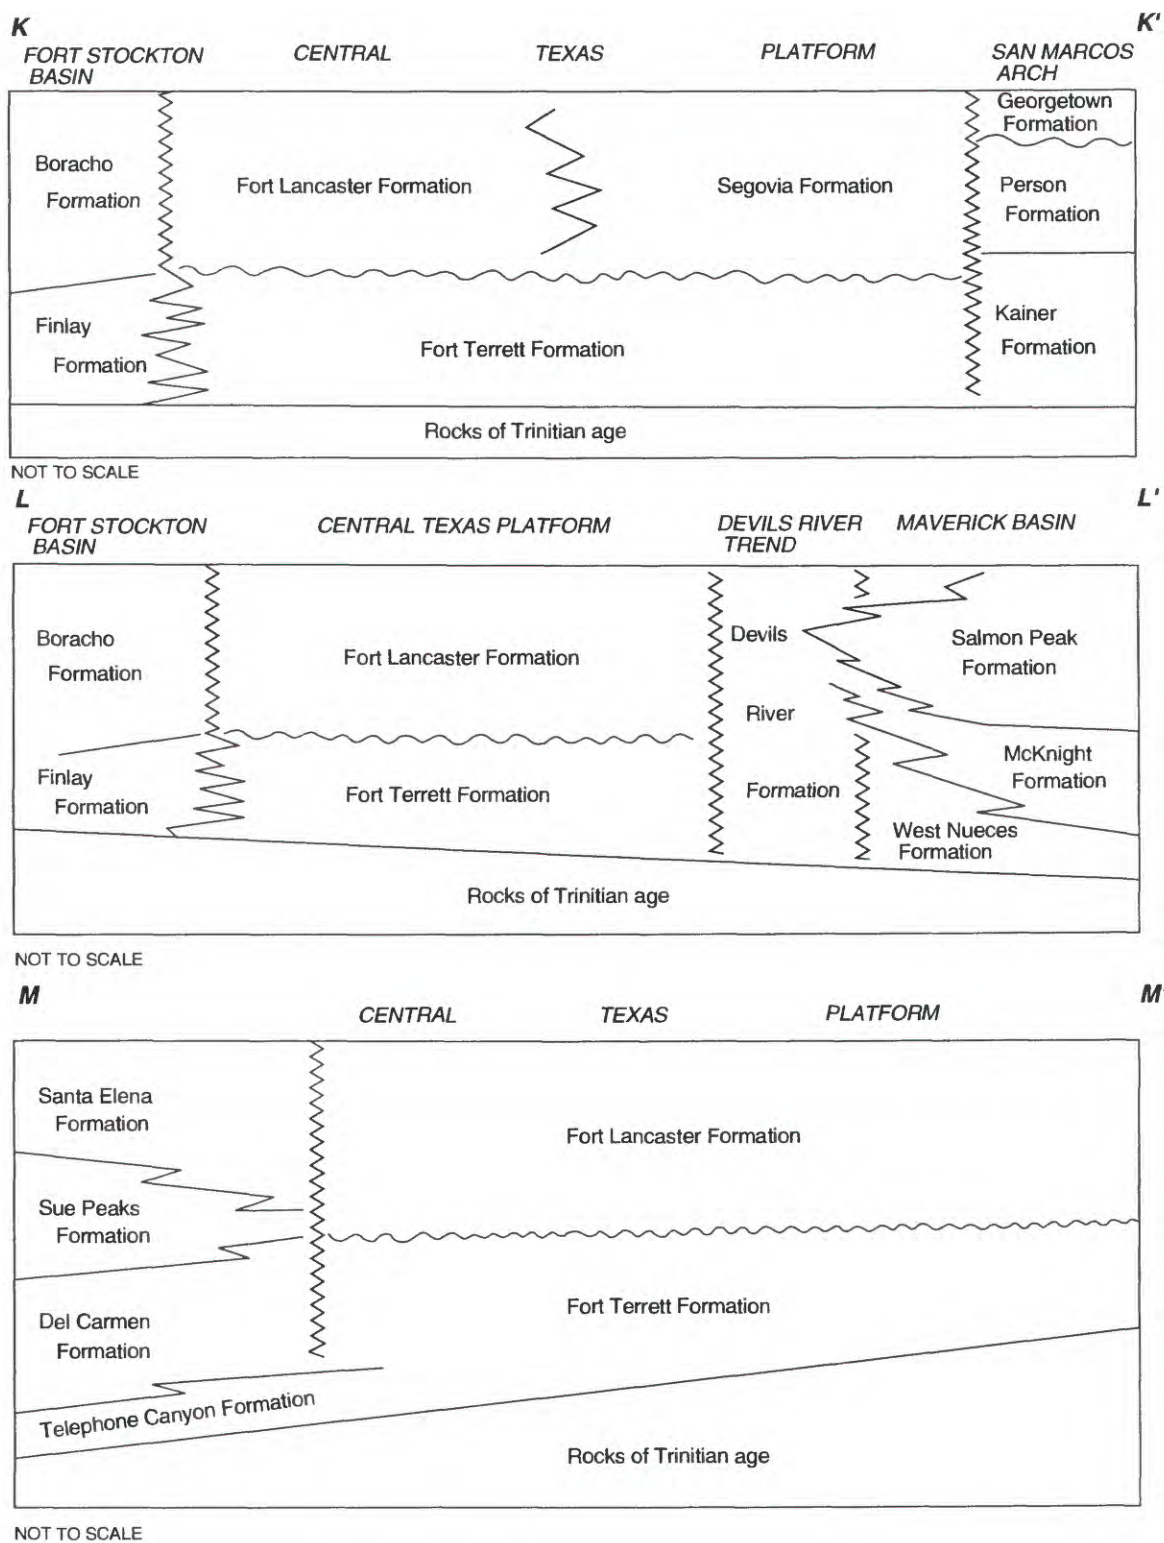 K
K'
FORT STOCKTON
BASIN
CENTRAL
TEXAS
PLATFORM
SAN MARCOS
ARCH
Georgetown
Formation
Boracho
Formation
Fort Lancaster Formation
Segovia Formation
Person
Formation
Finlay
Formation
Fort Terrett Formation
Kainer
Formation
Rocks of Trinitian age
NOT TO SCALE
L
L'
FORT STOCKTON
BASIN
CENTRAL TEXAS PLATFORM
DEVILS RIVER
TREND
MAVERICK BASIN
Boracho
Formation
Fort Lancaster Formation
Devils
River
Formation
Salmon Peak
Formation
Finlay
Formation
Fort Terrett Formation
McKnight
Formation
West Nueces
Formation
Rocks of Trinitian age
NOT TO SCALE
M
M'
CENTRAL
TEXAS
PLATFORM
Santa Elena
Formation
Fort Lancaster Formation
Sue Peaks
Formation
Del Carmen
Formation
Fort Terrett Formation
Telephone Canyon Formation
Rocks of Trinitian age
NOT TO SCALE